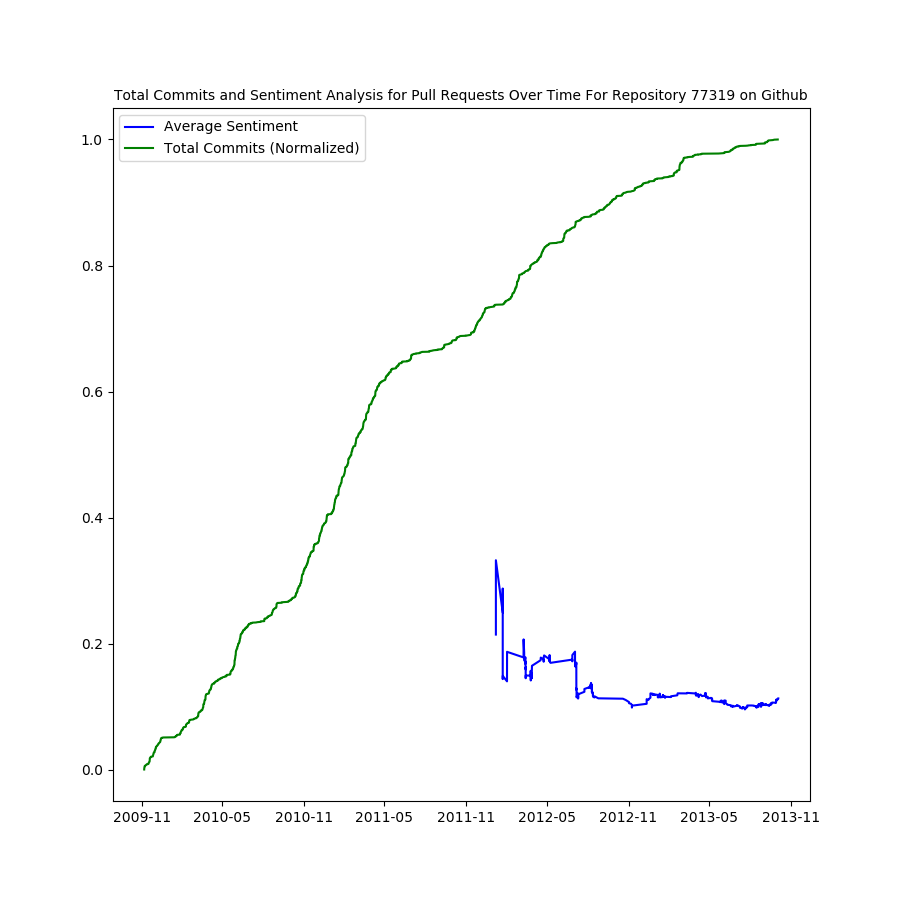 Total Commits and Sentiment Analysis for Pull Requests Over Time For Repository 77319 on Github
Average Sentiment
Total Commits (Normalized)
1.0
0.8
0.6
0.4
0.2
0.0
2009-11 2010-05 2010-11 2011-05 2011-11 2012-05 2012-11 2013-05 2013-11